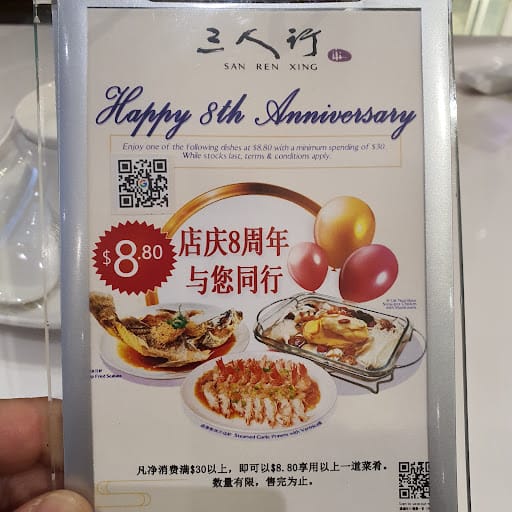 三人行
SAN REN XING
Happy 8th Anniversary
Enjoy one of the following dishes at $8.80 with a minimum spending of $30
While stocks last, terms & conditions apply.
$8.80
店庆8周年
与您同行
with Mushroom
Fried Seabass
Steamed Garlic Prawns with Vermicelli
凡净消费满$30以上，即可以$8.80享用以上一道菜肴。
数量有限，售完为止。